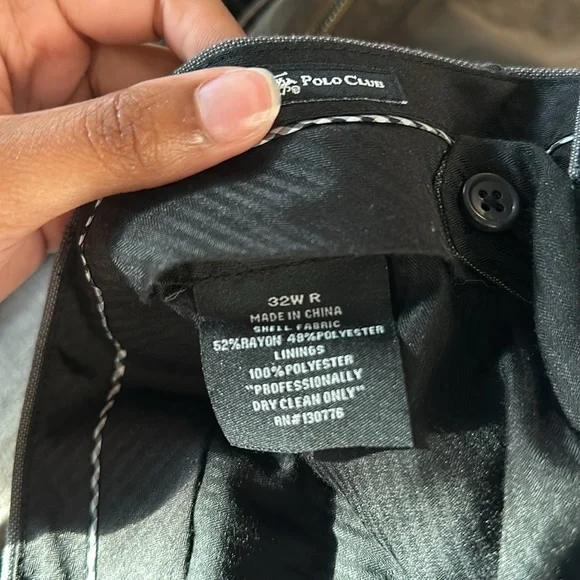 POLO CLUB
32W R
MADE IN CHINA
SHELL FABRIC
52%RAYON 48%POLYESTER
LININGS
100%POLYESTER
"PROFESSIONALLY
DRY CLEAN ONLY"
RN#130776